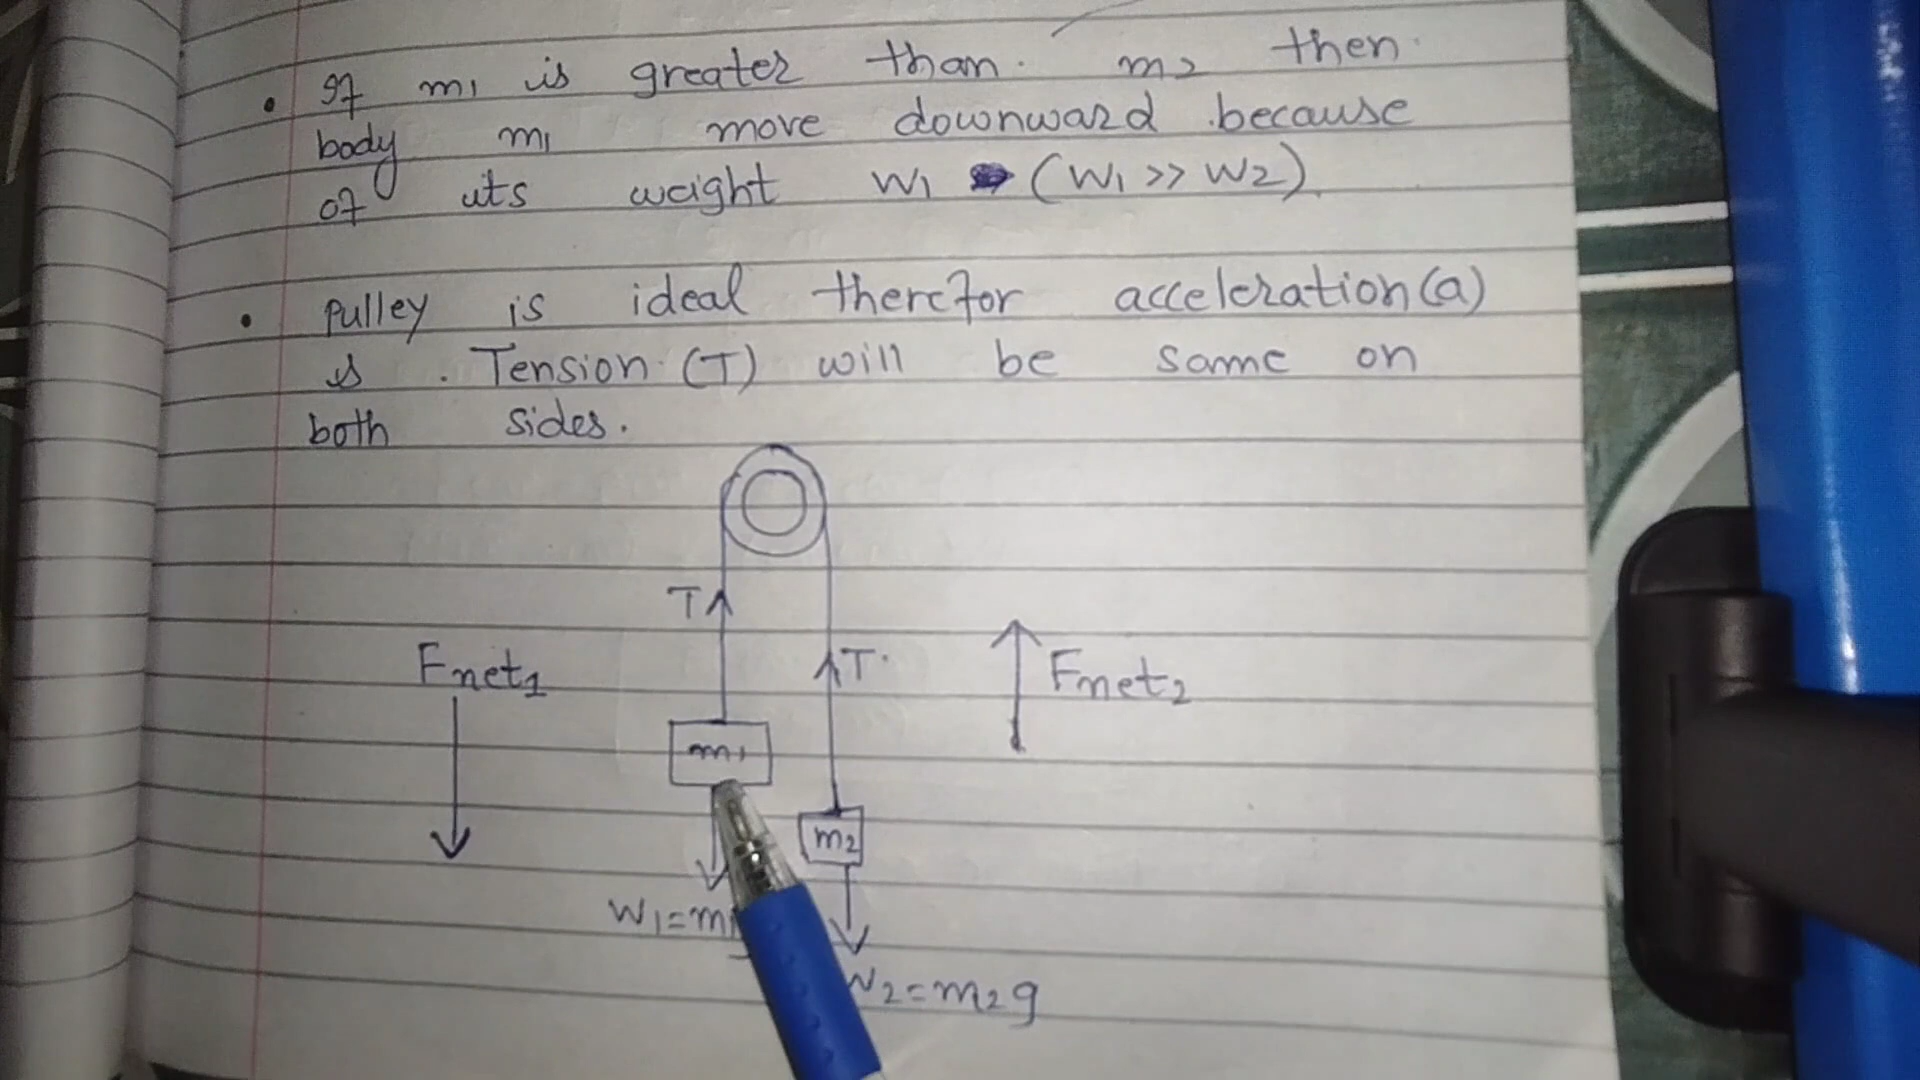 • If m1 is greater than m2 then
body m1 move downward because
of its weight W1 (W1 >> W2)
• Pulley is ideal therefor acceleration(a)
is . Tension (T) will be same on
both sides.
T
T
Fnet1
Fnet2
m1
m2
W1=m
W2=m2g